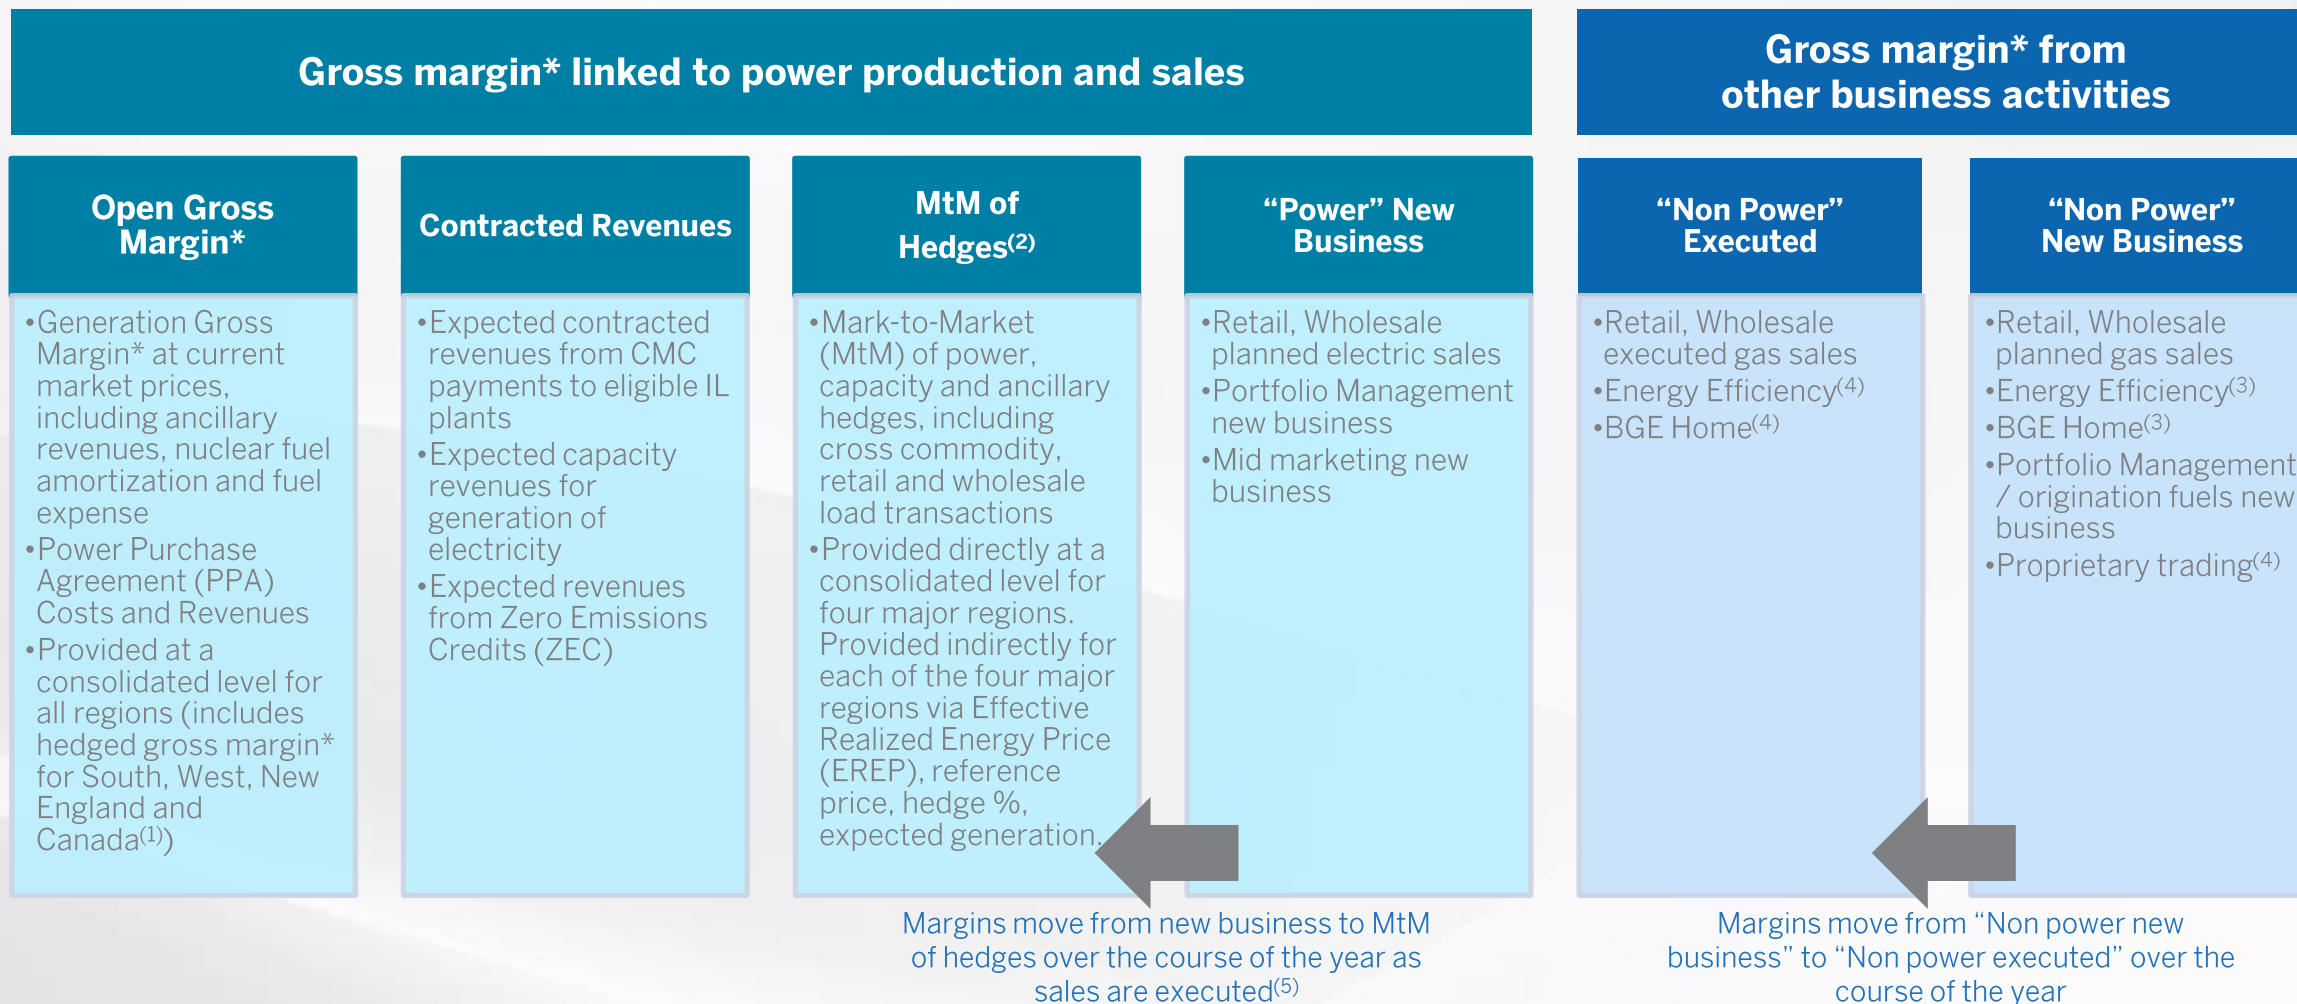 Gross margin* linked to power production and sales
Gross margin* from
other business activities
Open Gross
Margin*
•Generation Gross
Margin* at current
market prices,
including ancillary
revenues, nuclear fuel
amortization and fuel
expense
•Power Purchase
Agreement (PPA)
Costs and Revenues
•Provided at a
consolidated level for
all regions (includes
hedged gross margin*
for South, West, New
England and
Canada(1))
Contracted Revenues
•Expected contracted
revenues from CMC
payments to eligible IL
plants
•Expected capacity
revenues for
generation of
electricity
•Expected revenues
from Zero Emissions
Credits (ZEC)
MtM of
Hedges(2)
•Mark-to-Market
(MtM) of power,
capacity and ancillary
hedges, including
cross commodity,
retail and wholesale
load transactions
•Provided directly at a
consolidated level for
four major regions.
Provided indirectly for
each of the four major
regions via Effective
Realized Energy Price
(EREP), reference
price, hedge %,
expected generation.
“Power” New
Business
•Retail, Wholesale
planned electric sales
•Portfolio Management
new business
•Mid marketing new
business
Margins move from new business to MtM
of hedges over the course of the year as
sales are executed(5)
“Non Power”
Executed
•Retail, Wholesale
executed gas sales
•Energy Efficiency(4)
•BGE Home(4)
“Non Power”
New Business
•Retail, Wholesale
planned gas sales
•Energy Efficiency(3)
•BGE Home(3)
•Portfolio Management
/ origination fuels new
business
•Proprietary trading(4)
Margins move from “Non power new
business” to “Non power executed” over the
course of the year